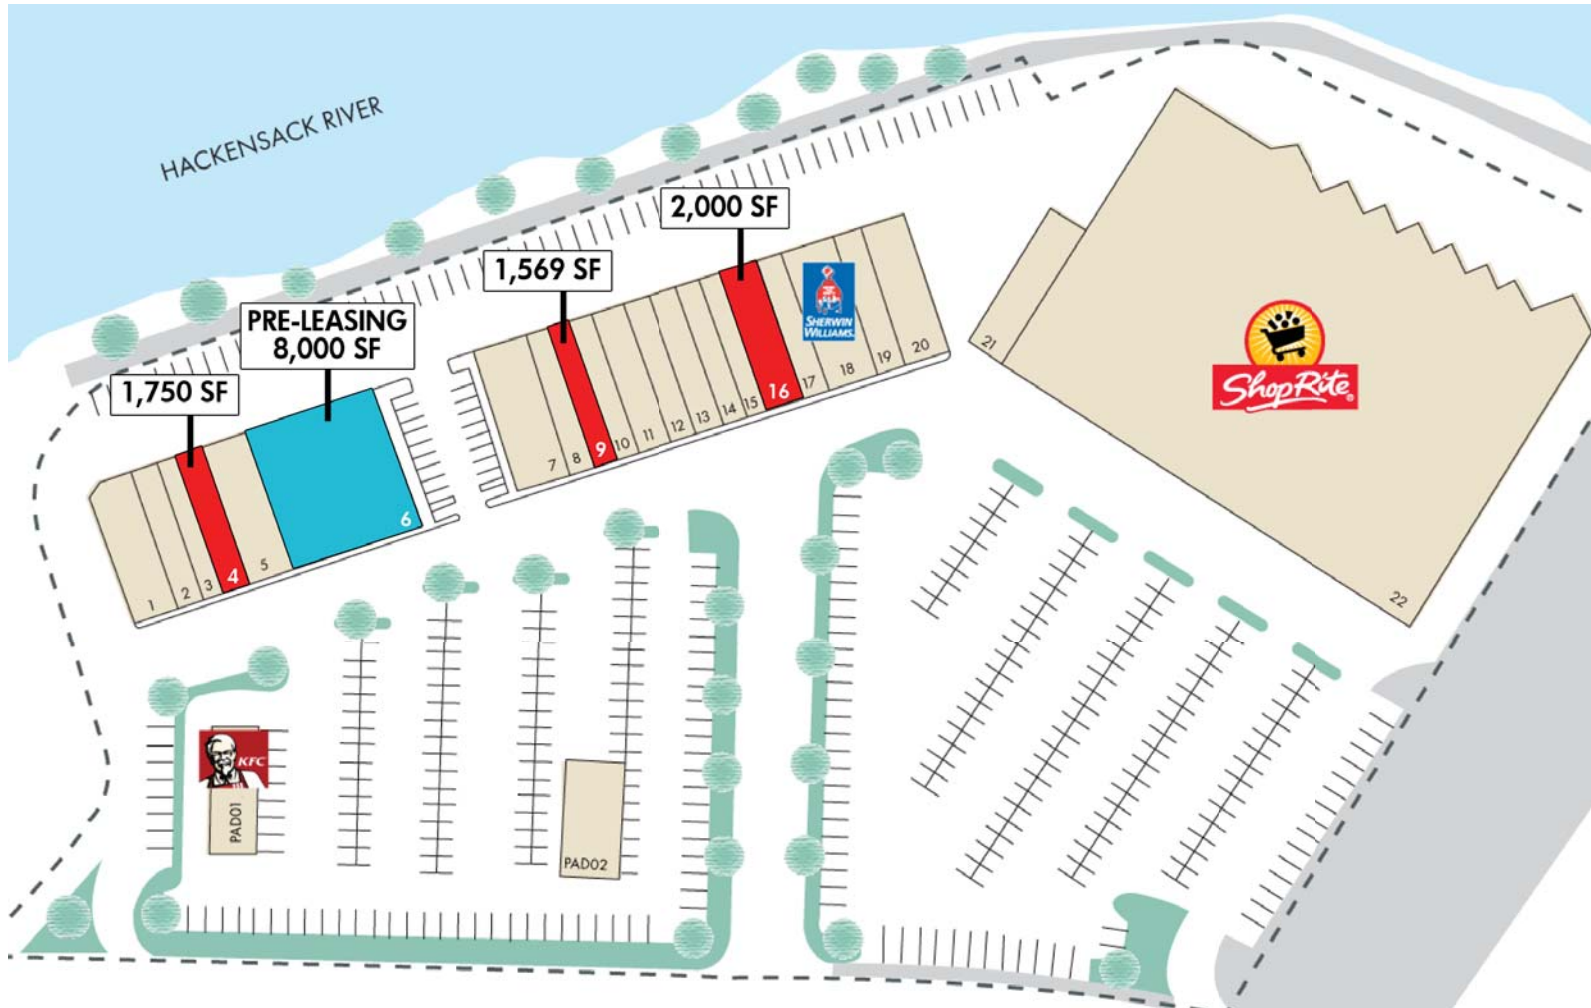 HACKENSACK RIVER
2,000 SF
1,569 SF
PRE-LEASING
8,000 SF
1,750 SF
SHERWIN
WILLIAMS.
ShopRite®
1
2
3
4
5
6
7
8
9
10
11
12
13
14
15
16
17
18
19
20
21
22
KFC
PAD01
PAD02